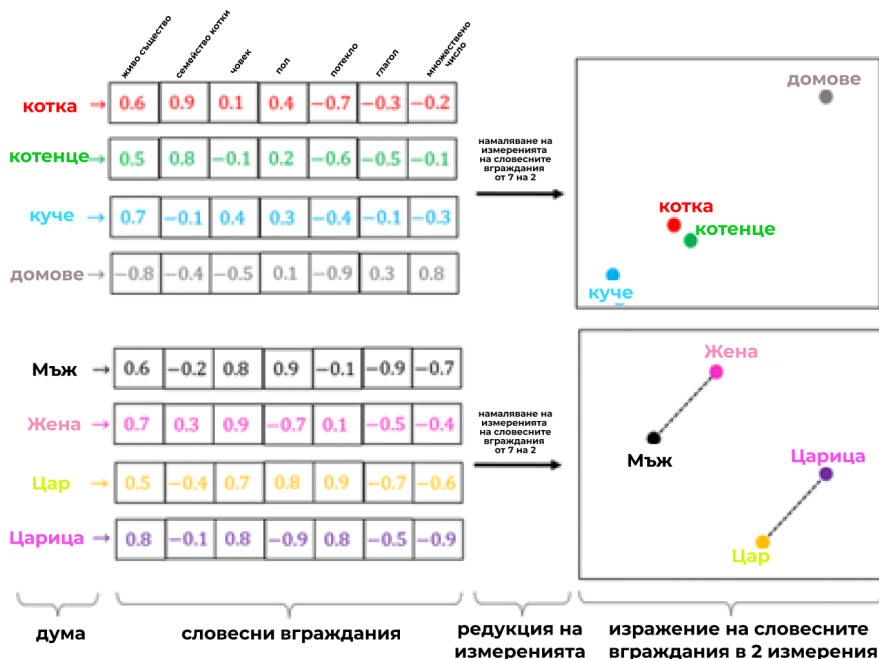 живо същество
семейство котки
човек
пол
потекло
глагол
множествено
число
котка → 0.6 0.9 0.1 0.4 −0.7 −0.3 −0.2
котенце → 0.5 0.8 −0.1 0.2 −0.6 −0.5 −0.1
куче → 0.7 −0.1 0.4 0.3 −0.4 −0.1 −0.3
домове → −0.8 −0.4 −0.5 0.1 −0.9 0.3 0.8
намаляване на
измеренията
на словесните
вграждания
от 7 на 2
домове
котка
котенце
куче
Мъж → 0.6 −0.2 0.8 0.9 −0.1 −0.9 −0.7
Жена → 0.7 0.3 0.9 −0.7 0.1 −0.5 −0.4
Цар → 0.5 −0.4 0.7 0.8 0.9 −0.7 −0.6
Царица → 0.8 −0.1 0.8 −0.9 0.8 −0.5 −0.9
намаляване на
измеренията
на словесните
вграждания
от 7 на 2
Жена
Мъж
Царица
Цар
дума
словесни вграждания
редукция на
измеренията
изражение на словесните
вграждания в 2 измерения